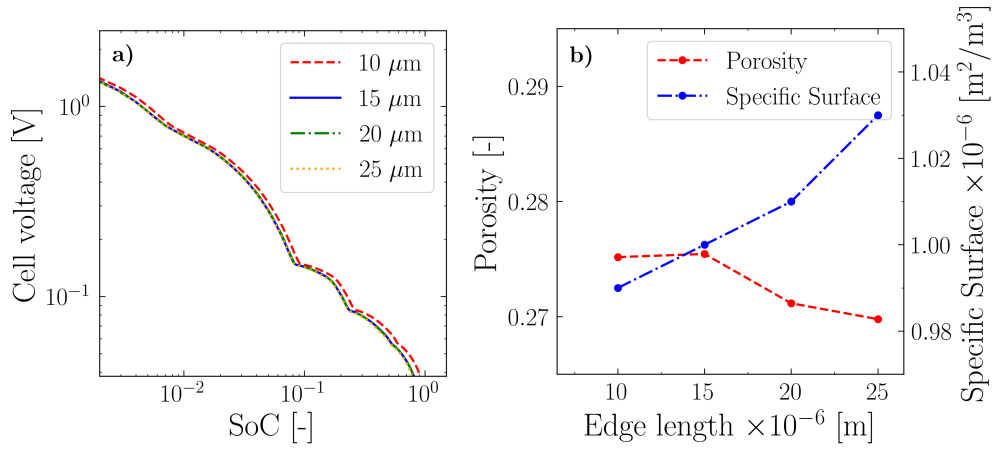 a)
10 μm
15 μm
20 μm
25 μm
10⁰
10⁻¹
Cell voltage [V]
10⁻²
10⁻¹
10⁰
SoC [-]
b)
Porosity
Specific Surface
0.29
0.28
0.27
Porosity [-]
1.04
1.02
1.00
0.98
Specific Surface ×10⁻⁶ [m²/m³]
10
15
20
25
Edge length ×10⁻⁶ [m]